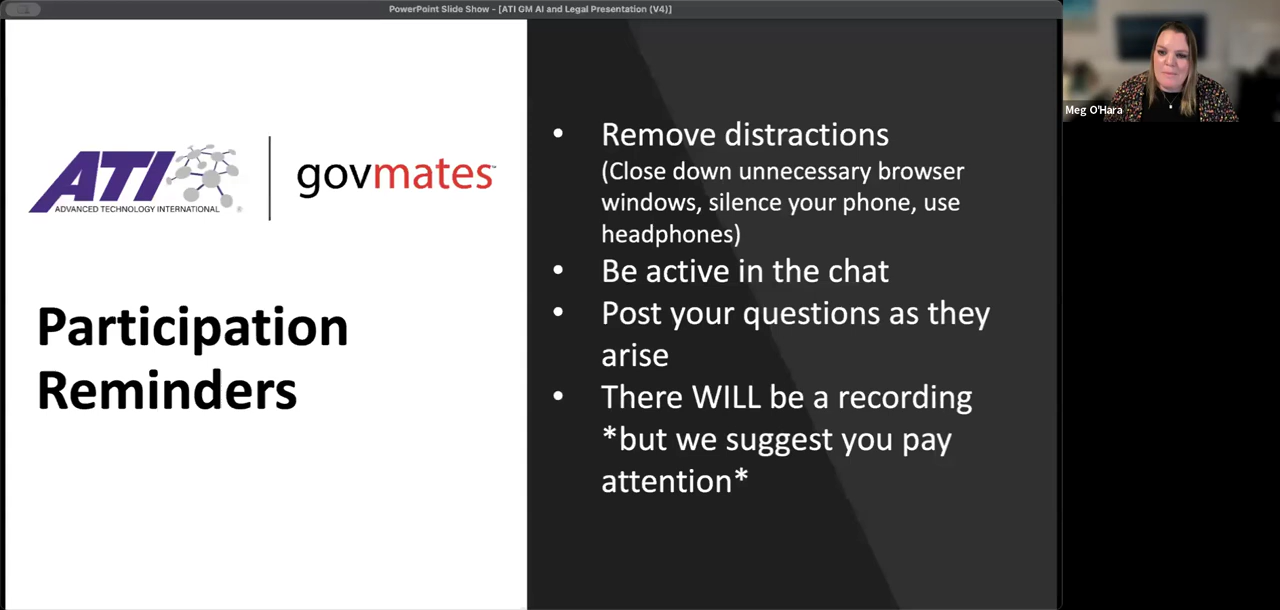 PowerPoint Slide Show - [ATI GM AI and Legal Presentation (V4)]
ATI
ADVANCED TECHNOLOGY INTERNATIONAL ®
govmates™
Participation
Reminders
• Remove distractions
(Close down unnecessary browser
windows, silence your phone, use
headphones)
• Be active in the chat
• Post your questions as they
arise
• There WILL be a recording
*but we suggest you pay
attention*
Meg O'Hara